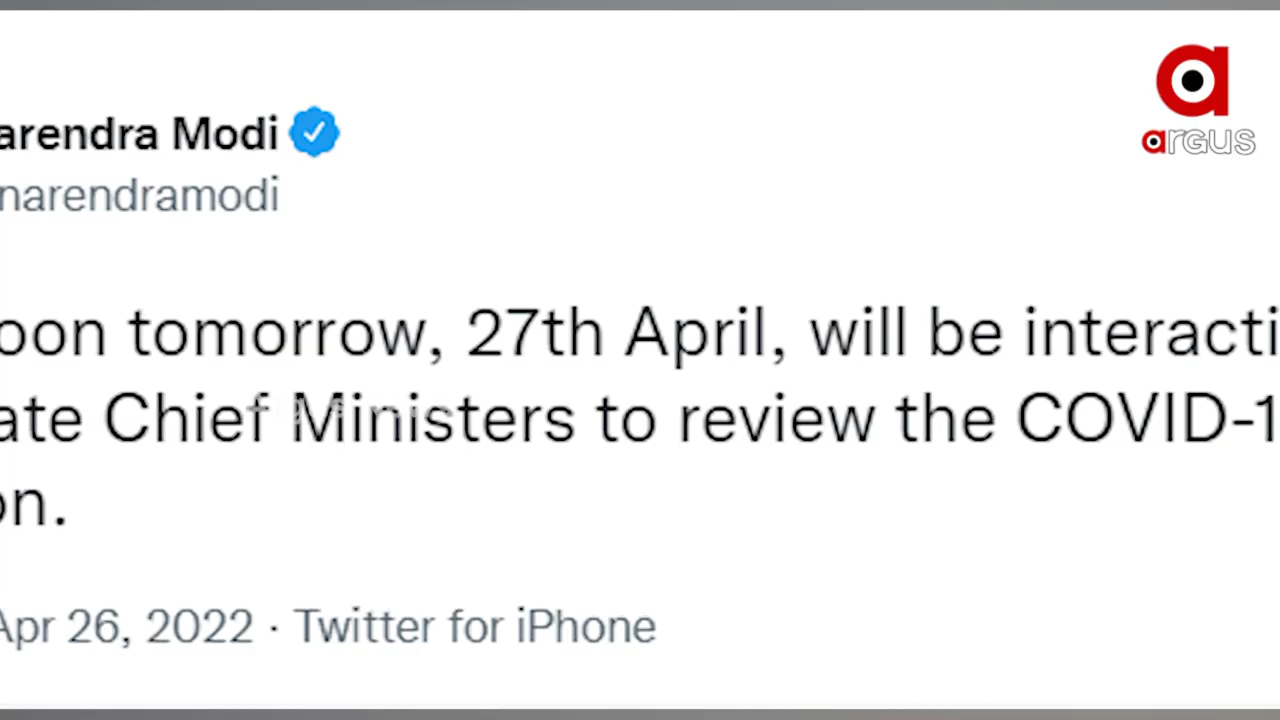 arendra Modi
narendramodi
argus
oon tomorrow, 27th April, will be interacti
ate Chief Ministers to review the COVID-1
on.
Apr 26, 2022 · Twitter for iPhone